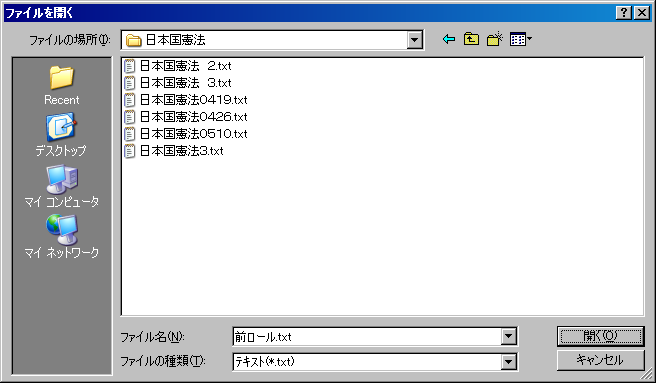 ファイルを開く
ファイルの場所(I):
日本国憲法
Recent
デスクトップ
マイ コンピュータ
マイ ネットワーク
日本国憲法　2.txt
日本国憲法　3.txt
日本国憲法0419.txt
日本国憲法0426.txt
日本国憲法0510.txt
日本国憲法3.txt
ファイル名(N):
前ロール.txt
開く(O)
ファイルの種類(T):
テキスト(*.txt)
キャンセル